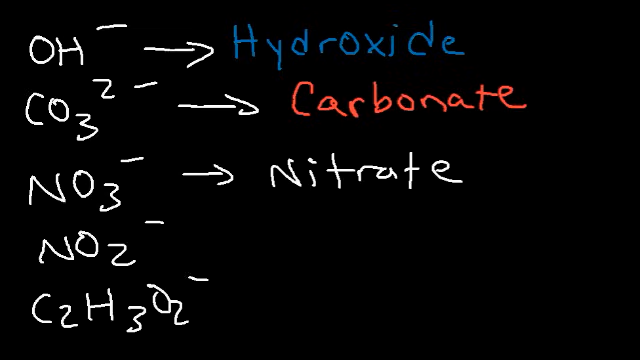 OH⁻ → Hydroxide
CO₃²⁻ → Carbonate
NO₃⁻ → Nitrate
NO₂⁻
C₂H₃O₂⁻